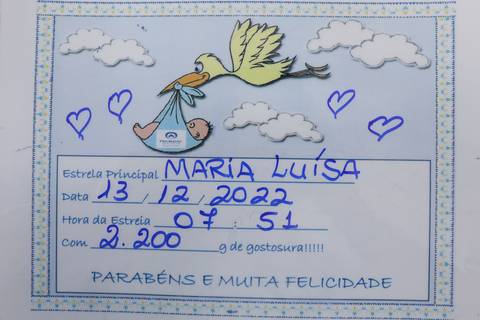 Estrela Principal MARIA LUÍSA
Data 13 / 12 / 2022
Hora da Estreia 07 : 51
Com 2.200 g de gostosura!!!!!
PARABÉNS E MUITA FELICIDADE